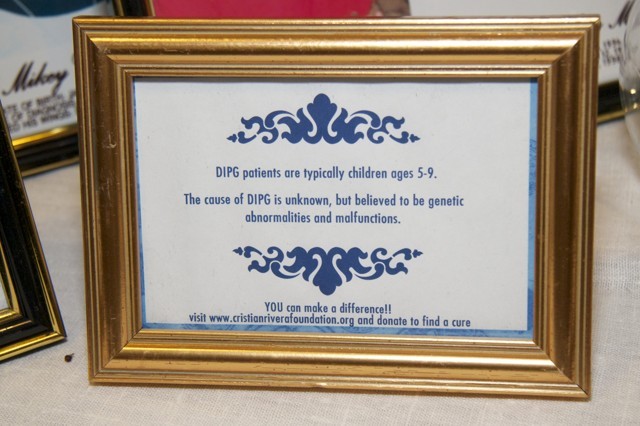 Mikey
DIPG patients are typically children ages 5-9.
The cause of DIPG is unknown, but believed to be genetic
abnormalities and malfunctions.
YOU can make a difference!!
visit www.cristianriverafoundation.org and donate to find a cure